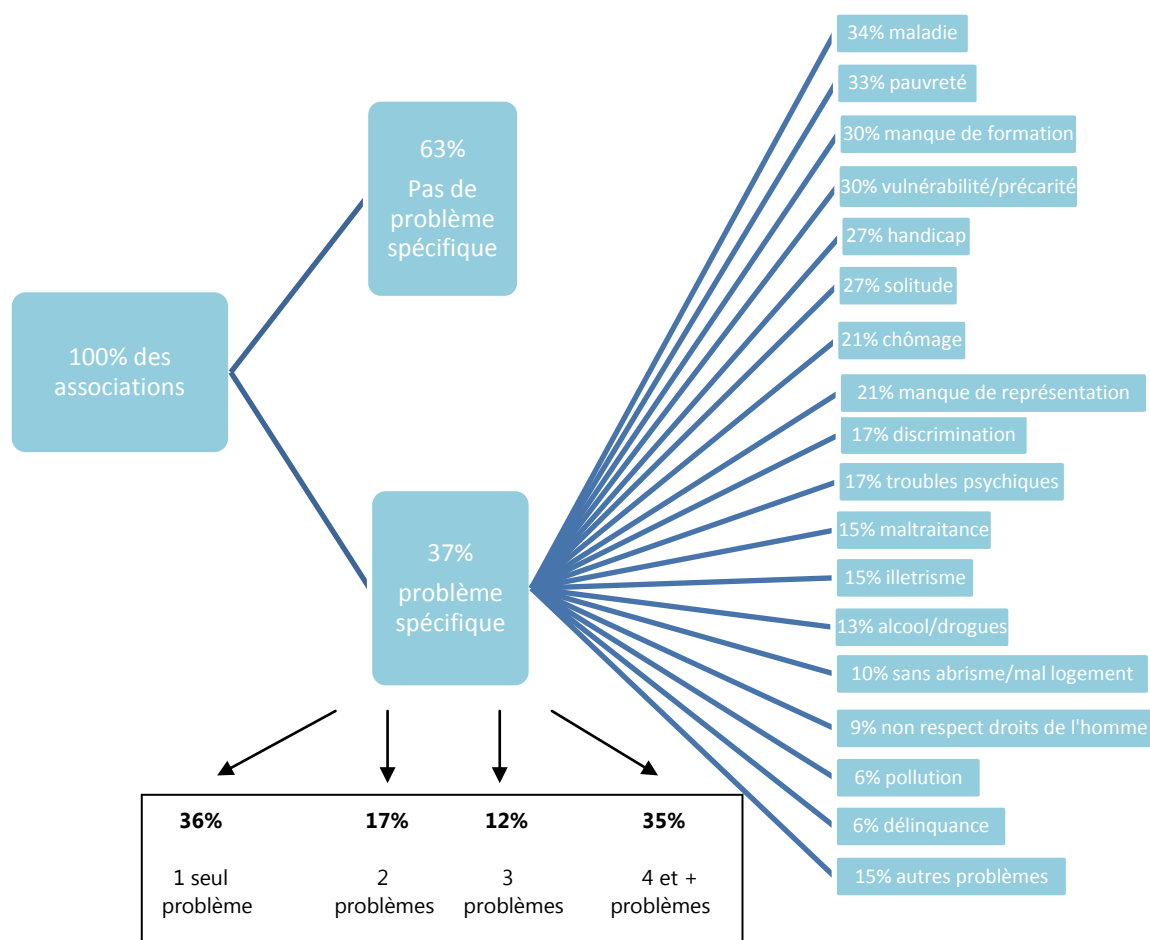 100% des
associations
63%
Pas de
problème
spécifique
37%
problème
spécifique
34% maladie
33% pauvreté
30% manque de formation
30% vulnérabilité/précarité
27% handicap
27% solitude
21% chômage
21% manque de représentation
17% discrimination
17% troubles psychiques
15% maltraitance
15% illetrisme
13% alcool/drogues
10% sans abrisme/mal logement
9% non respect droits de l'homme
6% pollution
6% délinquance
15% autres problèmes
36% 17% 12% 35%
1 seul 2 3 4 et +
problème problèmes problèmes problèmes